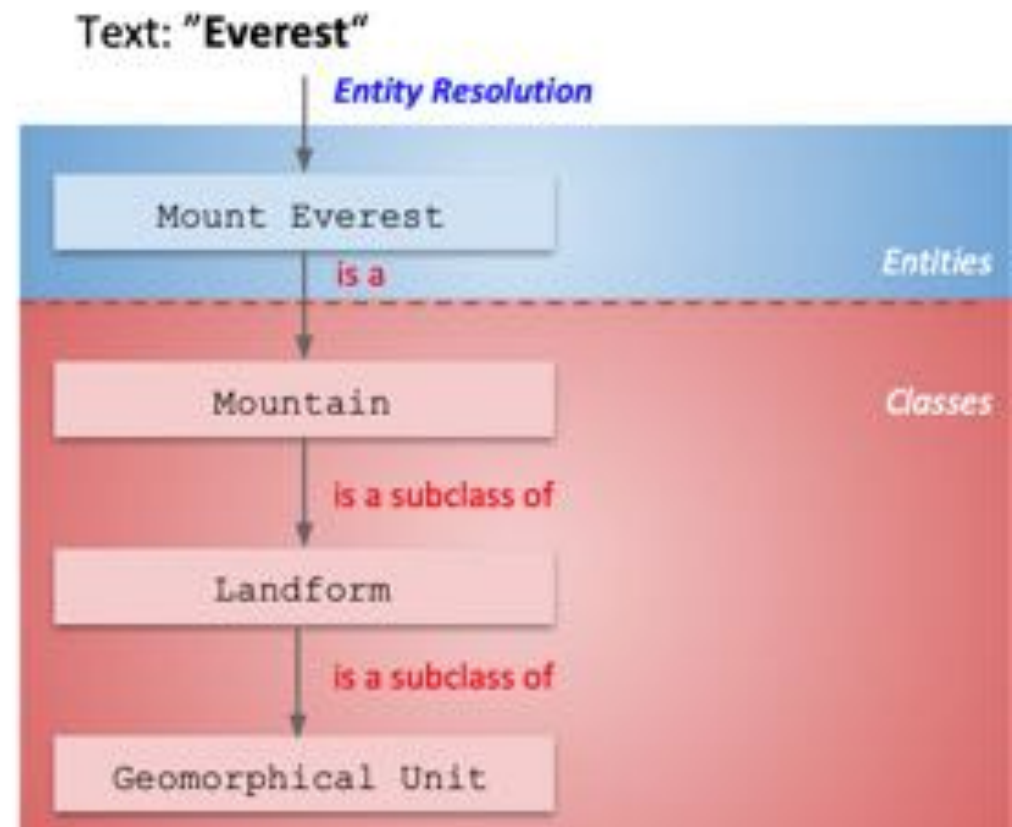 Text: "Everest"
Entity Resolution
Mount Everest
is a
Entities
Mountain
Classes
is a subclass of
Landform
is a subclass of
Geomorphical Unit